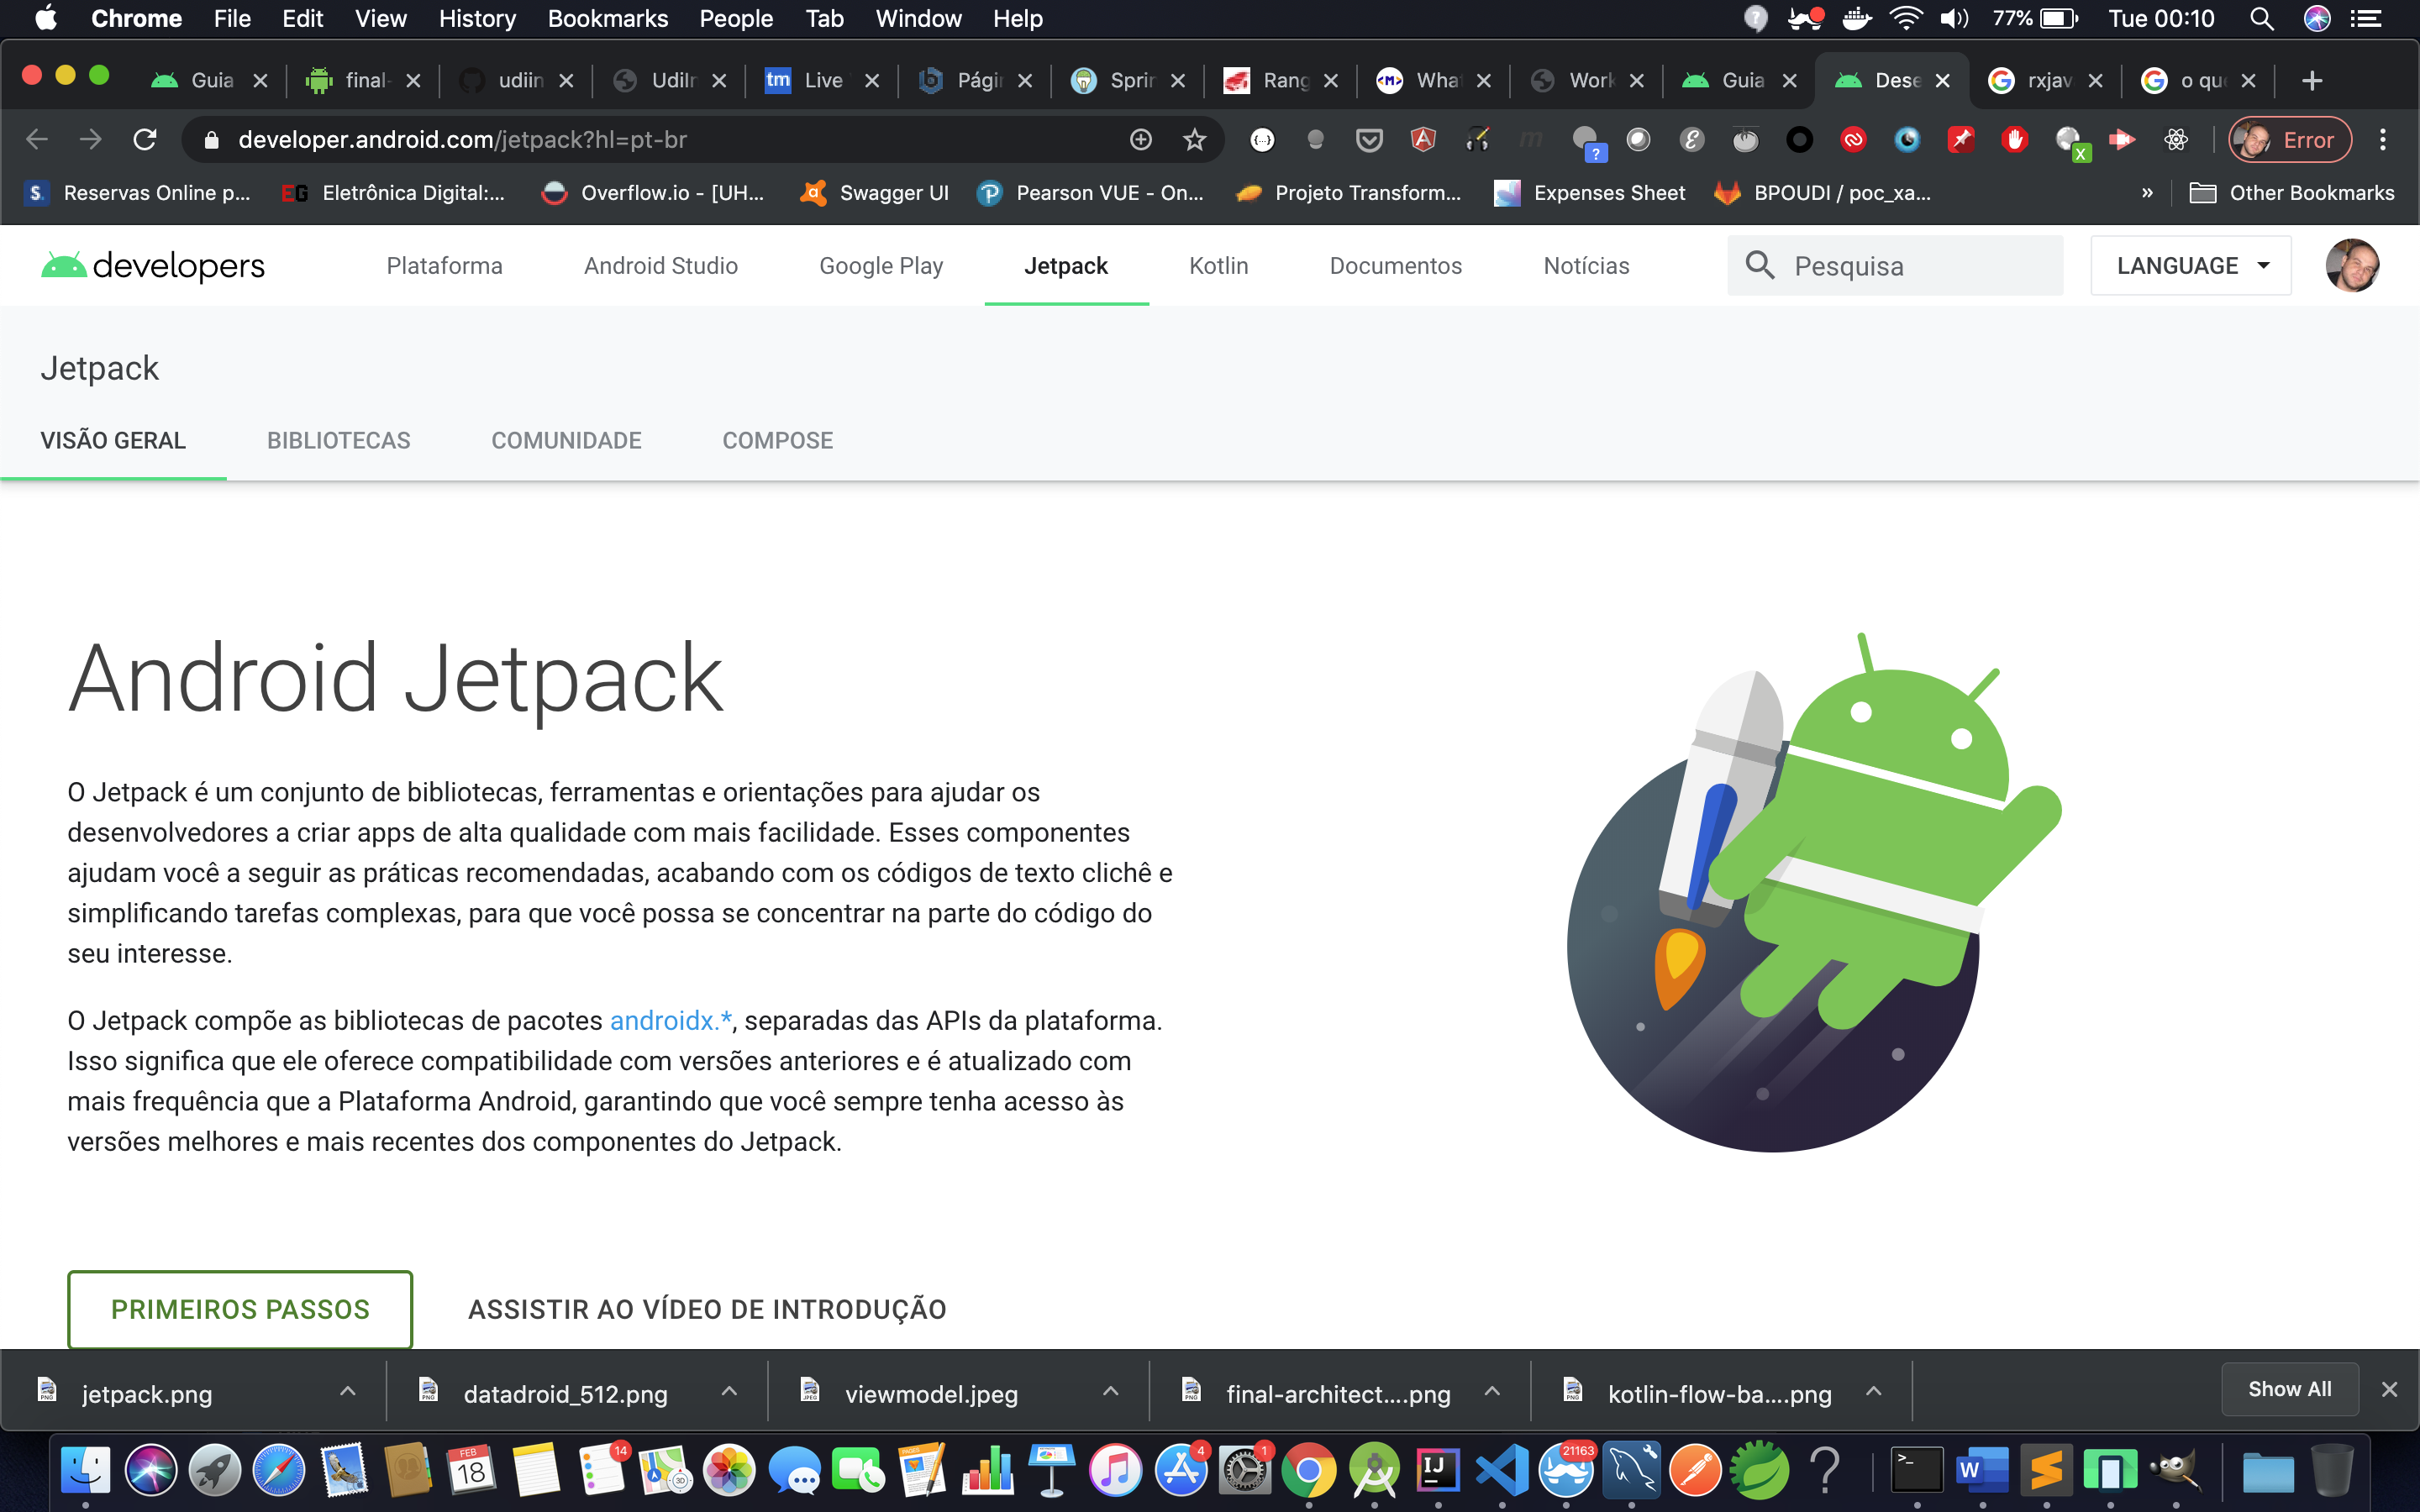 Chrome File Edit View History Bookmarks People Tab Window Help 77% Tue 00:10
Guia final- udiin UdiIn Live Pági Sprin Rang What Work Guia Dese rxjav o que
developer.android.com/jetpack?hl=pt-br Error
Reservas Online p... Eletrônica Digital:... Overflow.io - [UH... Swagger UI Pearson VUE - On... Projeto Transform... Expenses Sheet BPOUDI / poc_xa... » Other Bookmarks
developers Plataforma Android Studio Google Play Jetpack Kotlin Documentos Notícias Pesquisa LANGUAGE
Jetpack
VISÃO GERAL BIBLIOTECAS COMUNIDADE COMPOSE
Android Jetpack
O Jetpack é um conjunto de bibliotecas, ferramentas e orientações para ajudar os
desenvolvedores a criar apps de alta qualidade com mais facilidade. Esses componentes
ajudam você a seguir as práticas recomendadas, acabando com os códigos de texto clichê e
simplificando tarefas complexas, para que você possa se concentrar na parte do código do
seu interesse.
O Jetpack compõe as bibliotecas de pacotes androidx.*, separadas das APIs da plataforma.
Isso significa que ele oferece compatibilidade com versões anteriores e é atualizado com
mais frequência que a Plataforma Android, garantindo que você sempre tenha acesso às
versões melhores e mais recentes dos componentes do Jetpack.
PRIMEIROS PASSOS ASSISTIR AO VÍDEO DE INTRODUÇÃO
jetpack.png datadroid_512.png viewmodel.jpeg final-architect....png kotlin-flow-ba....png Show All
FEB 18 14 4 1 IJ 21163 W